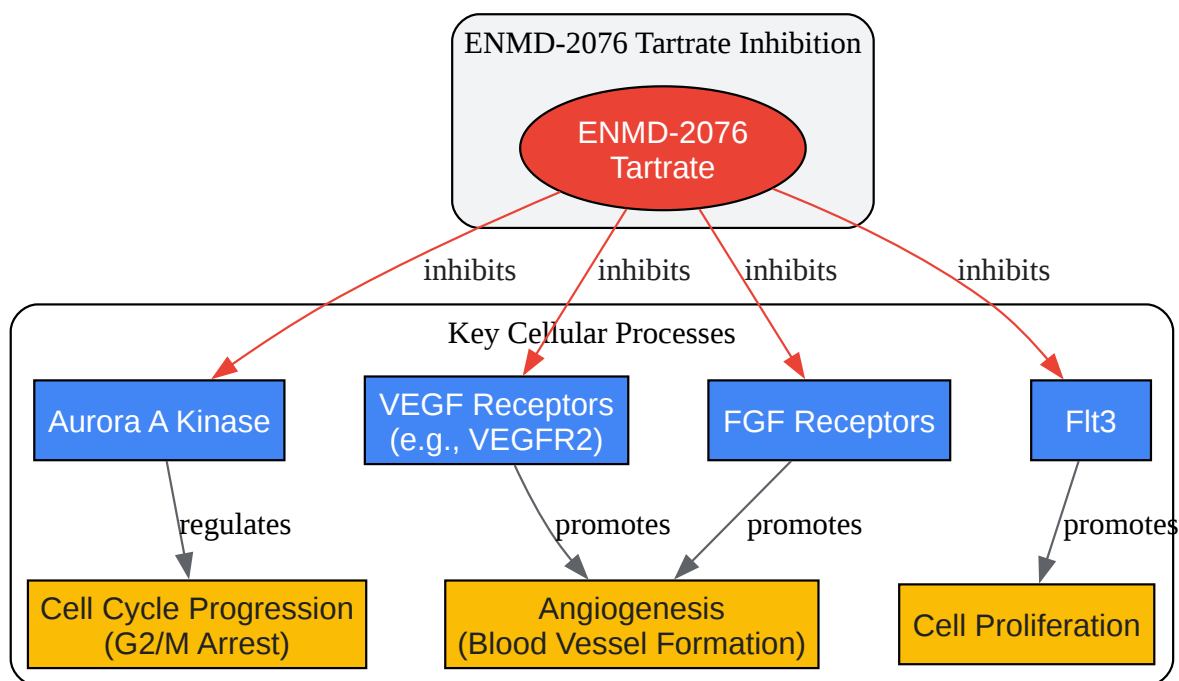 ENMD-2076 Tartrate Inhibition
ENMD-2076
Tartrate
inhibits
inhibits
inhibits
inhibits
Key Cellular Processes
Aurora A Kinase
VEGF Receptors
(e.g., VEGFR2)
FGF Receptors
Flt3
regulates
promotes
promotes
promotes
Cell Cycle Progression
(G2/M Arrest)
Angiogenesis
(Blood Vessel Formation)
Cell Proliferation